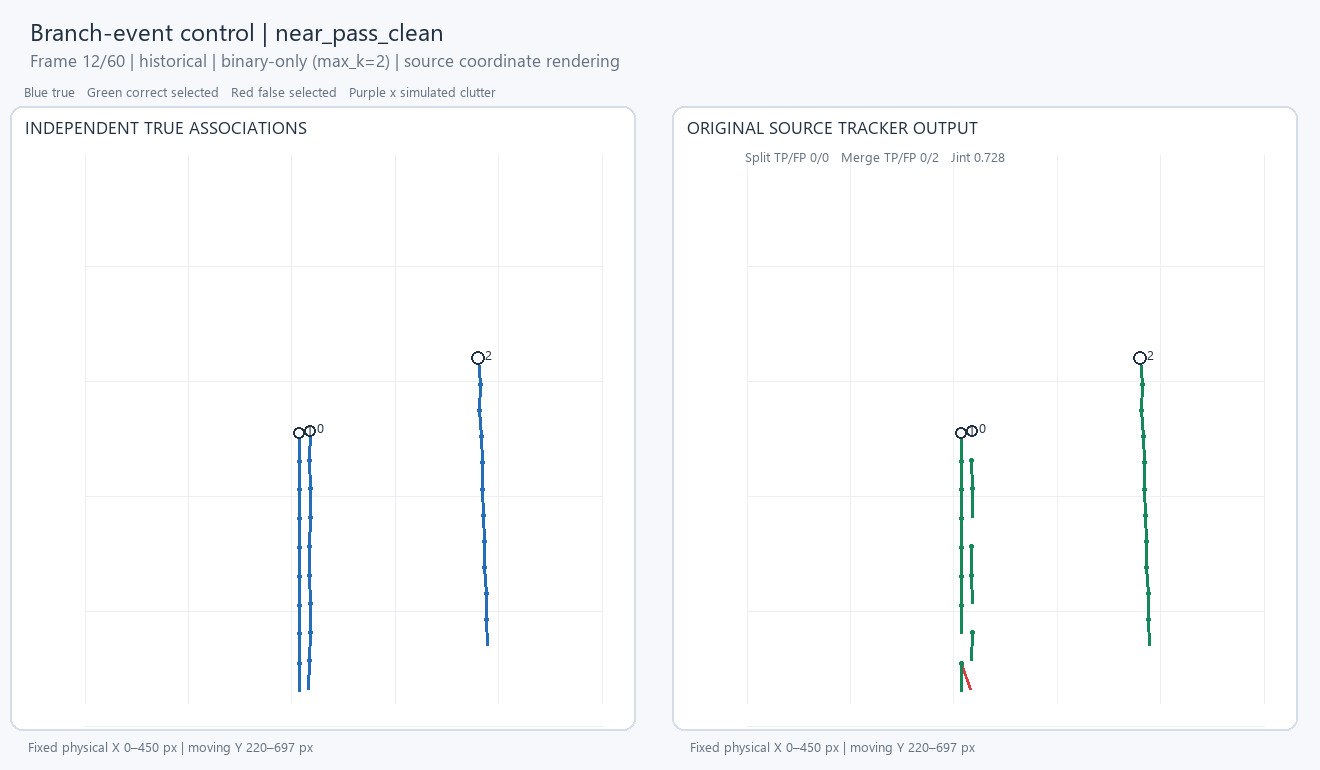 Branch-event control | near_pass_clean
Frame 12/60 | historical | binary-only (max_k=2) | source coordinate rendering
Blue true Green correct selected Red false selected Purple x simulated clutter
INDEPENDENT TRUE ASSOCIATIONS
2
0
Fixed physical X 0–450 px | moving Y 220–697 px
ORIGINAL SOURCE TRACKER OUTPUT
Split TP/FP 0/0 Merge TP/FP 0/2 Jint 0.728
2
0
Fixed physical X 0–450 px | moving Y 220–697 px